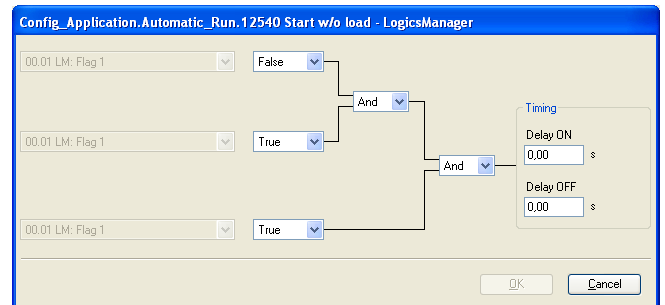 Config_Application.Automatic_Run.12540 Start w/o load - LogicsManager
00.01 LM: Flag 1
False
And
Timing
Delay ON
00.01 LM: Flag 1
True
0,00 s
And
Delay OFF
0,00 s
00.01 LM: Flag 1
True
OK
Cancel